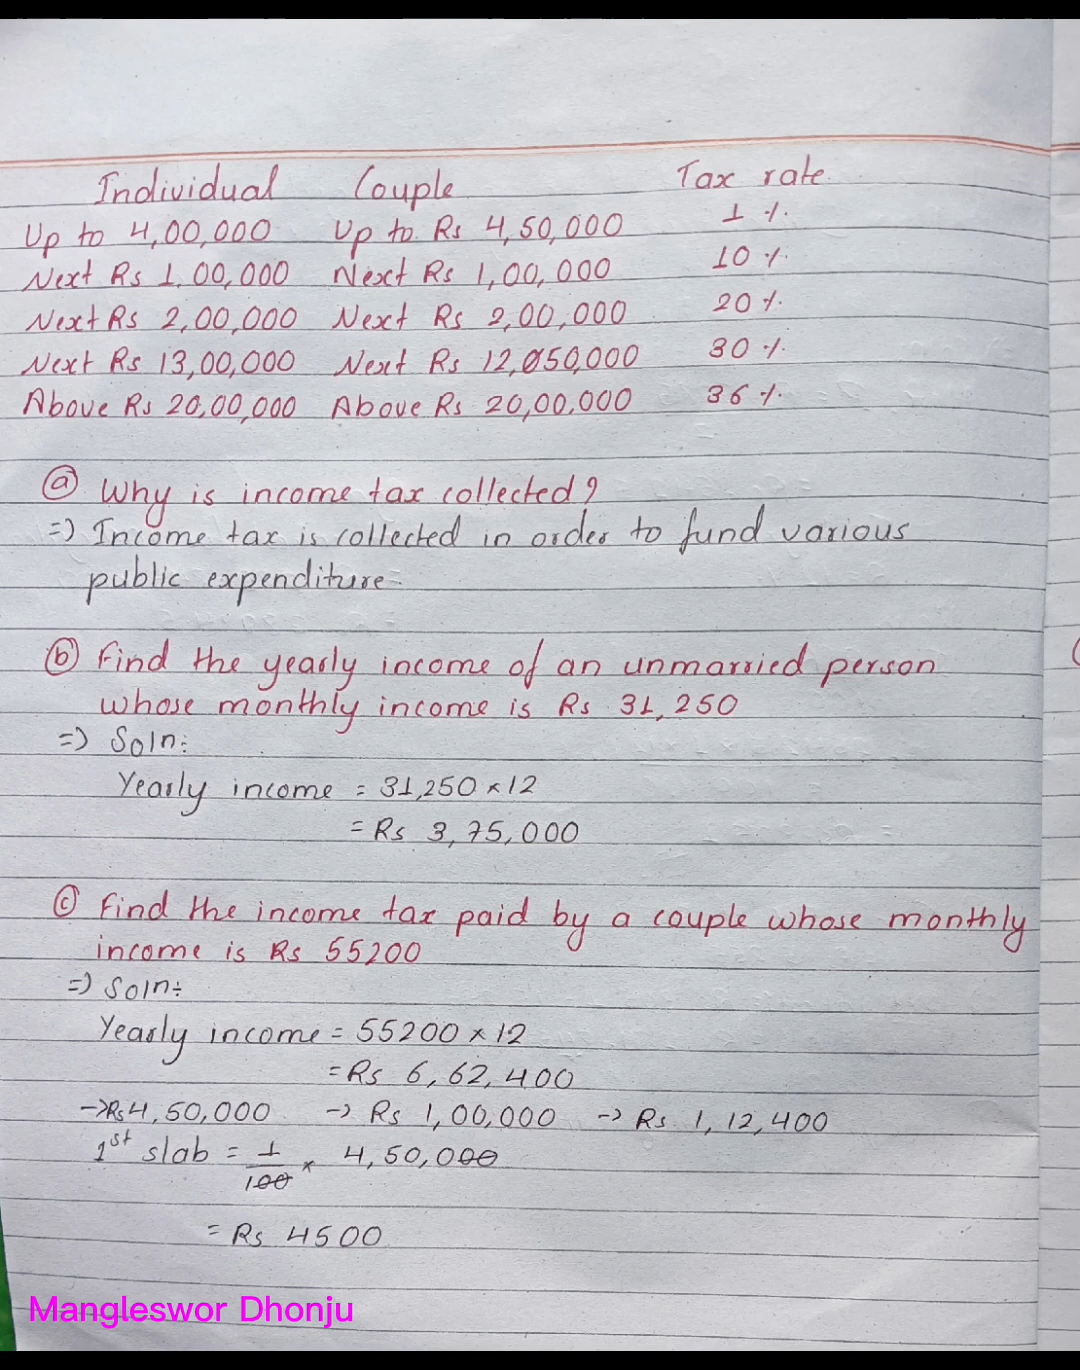 Individual Couple Tax rate
Up to 4,00,000 Up to Rs 4,50,000 1 %
Next Rs 1,00,000 Next Rs 1,00,000 10 %
Next Rs 2,00,000 Next Rs 2,00,000 20 %
Next Rs 13,00,000 Next Rs 12,050,000 30 %
Above Rs 20,00,000 Above Rs 20,00,000 36 %
ⓐ Why is income tax collected?
=> Income tax is collected in order to fund various
public expenditure.
ⓑ Find the yearly income of an unmarried person
whose monthly income is Rs 31,250
=> Soln:
Yearly income = 31,250 × 12
= Rs 3,75,000
ⓒ Find the income tax paid by a couple whose monthly
income is Rs 55200
=> Soln:
Yearly income = 55200 × 12
= Rs 6,62,400
-> Rs 4,50,000 -> Rs 1,00,000 -> Rs 1,12,400
1st slab = 1/100 × 4,50,000
= Rs 4500
Mangleswor Dhonju